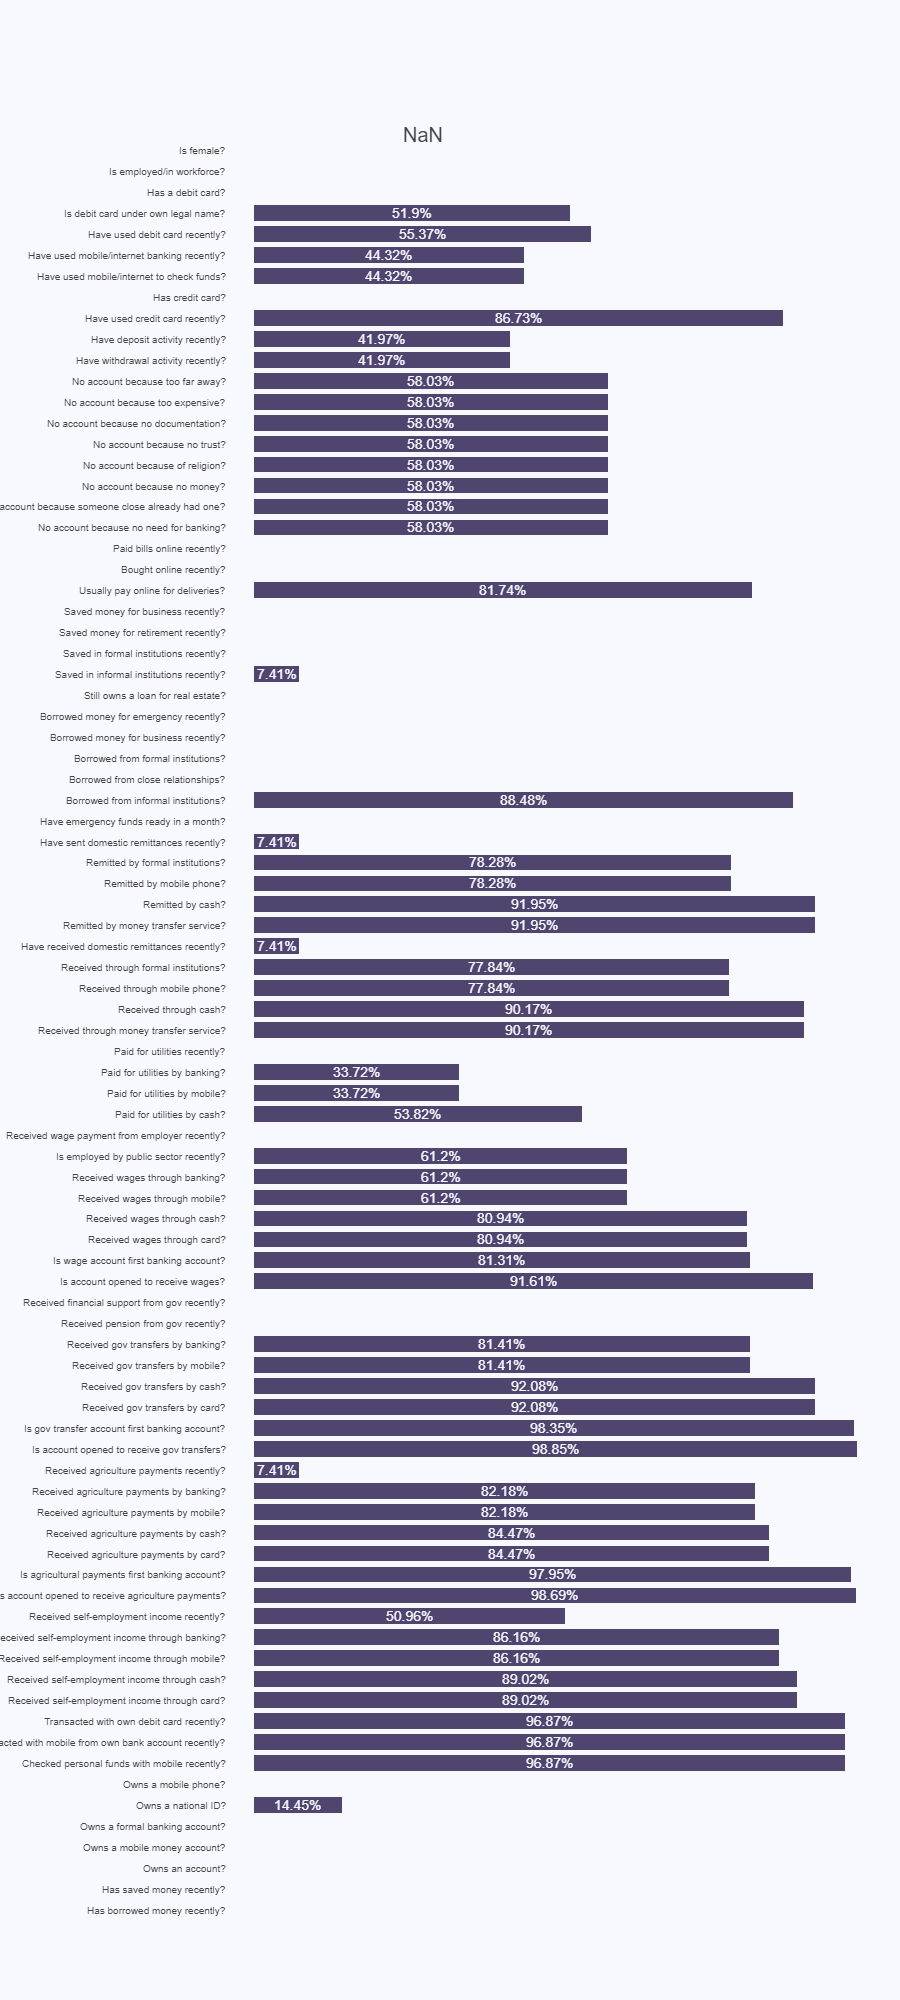 NaN
Is female?
Is employed/in workforce?
Has a debit card?
Is debit card under own legal name? 51.9%
Have used debit card recently? 55.37%
Have used mobile/internet banking recently? 44.32%
Have used mobile/internet to check funds? 44.32%
Has credit card?
Have used credit card recently? 86.73%
Have deposit activity recently? 41.97%
Have withdrawal activity recently? 41.97%
No account because too far away? 58.03%
No account because too expensive? 58.03%
No account because no documentation? 58.03%
No account because no trust? 58.03%
No account because of religion? 58.03%
No account because no money? 58.03%
account because someone close already had one? 58.03%
No account because no need for banking? 58.03%
Paid bills online recently?
Bought online recently?
Usually pay online for deliveries? 81.74%
Saved money for business recently?
Saved money for retirement recently?
Saved in formal institutions recently?
Saved in informal institutions recently? 7.41%
Still owns a loan for real estate?
Borrowed money for emergency recently?
Borrowed money for business recently?
Borrowed from formal institutions?
Borrowed from close relationships?
Borrowed from informal institutions? 88.48%
Have emergency funds ready in a month?
Have sent domestic remittances recently? 7.41%
Remitted by formal institutions? 78.28%
Remitted by mobile phone? 78.28%
Remitted by cash? 91.95%
Remitted by money transfer service? 91.95%
Have received domestic remittances recently? 7.41%
Received through formal institutions? 77.84%
Received through mobile phone? 77.84%
Received through cash? 90.17%
Received through money transfer service? 90.17%
Paid for utilities recently?
Paid for utilities by banking? 33.72%
Paid for utilities by mobile? 33.72%
Paid for utilities by cash? 53.82%
Received wage payment from employer recently?
Is employed by public sector recently? 61.2%
Received wages through banking? 61.2%
Received wages through mobile? 61.2%
Received wages through cash? 80.94%
Received wages through card? 80.94%
Is wage account first banking account? 81.31%
Is account opened to receive wages? 91.61%
Received financial support from gov recently?
Received pension from gov recently?
Received gov transfers by banking? 81.41%
Received gov transfers by mobile? 81.41%
Received gov transfers by cash? 92.08%
Received gov transfers by card? 92.08%
Is gov transfer account first banking account? 98.35%
Is account opened to receive gov transfers? 98.85%
Received agriculture payments recently? 7.41%
Received agriculture payments by banking? 82.18%
Received agriculture payments by mobile? 82.18%
Received agriculture payments by cash? 84.47%
Received agriculture payments by card? 84.47%
Is agricultural payments first banking account? 97.95%
s account opened to receive agriculture payments? 98.69%
Received self-employment income recently? 50.96%
eceived self-employment income through banking? 86.16%
Received self-employment income through mobile? 86.16%
Received self-employment income through cash? 89.02%
Received self-employment income through card? 89.02%
Transacted with own debit card recently? 96.87%
acted with mobile from own bank account recently? 96.87%
Checked personal funds with mobile recently? 96.87%
Owns a mobile phone?
Owns a national ID? 14.45%
Owns a formal banking account?
Owns a mobile money account?
Owns an account?
Has saved money recently?
Has borrowed money recently?